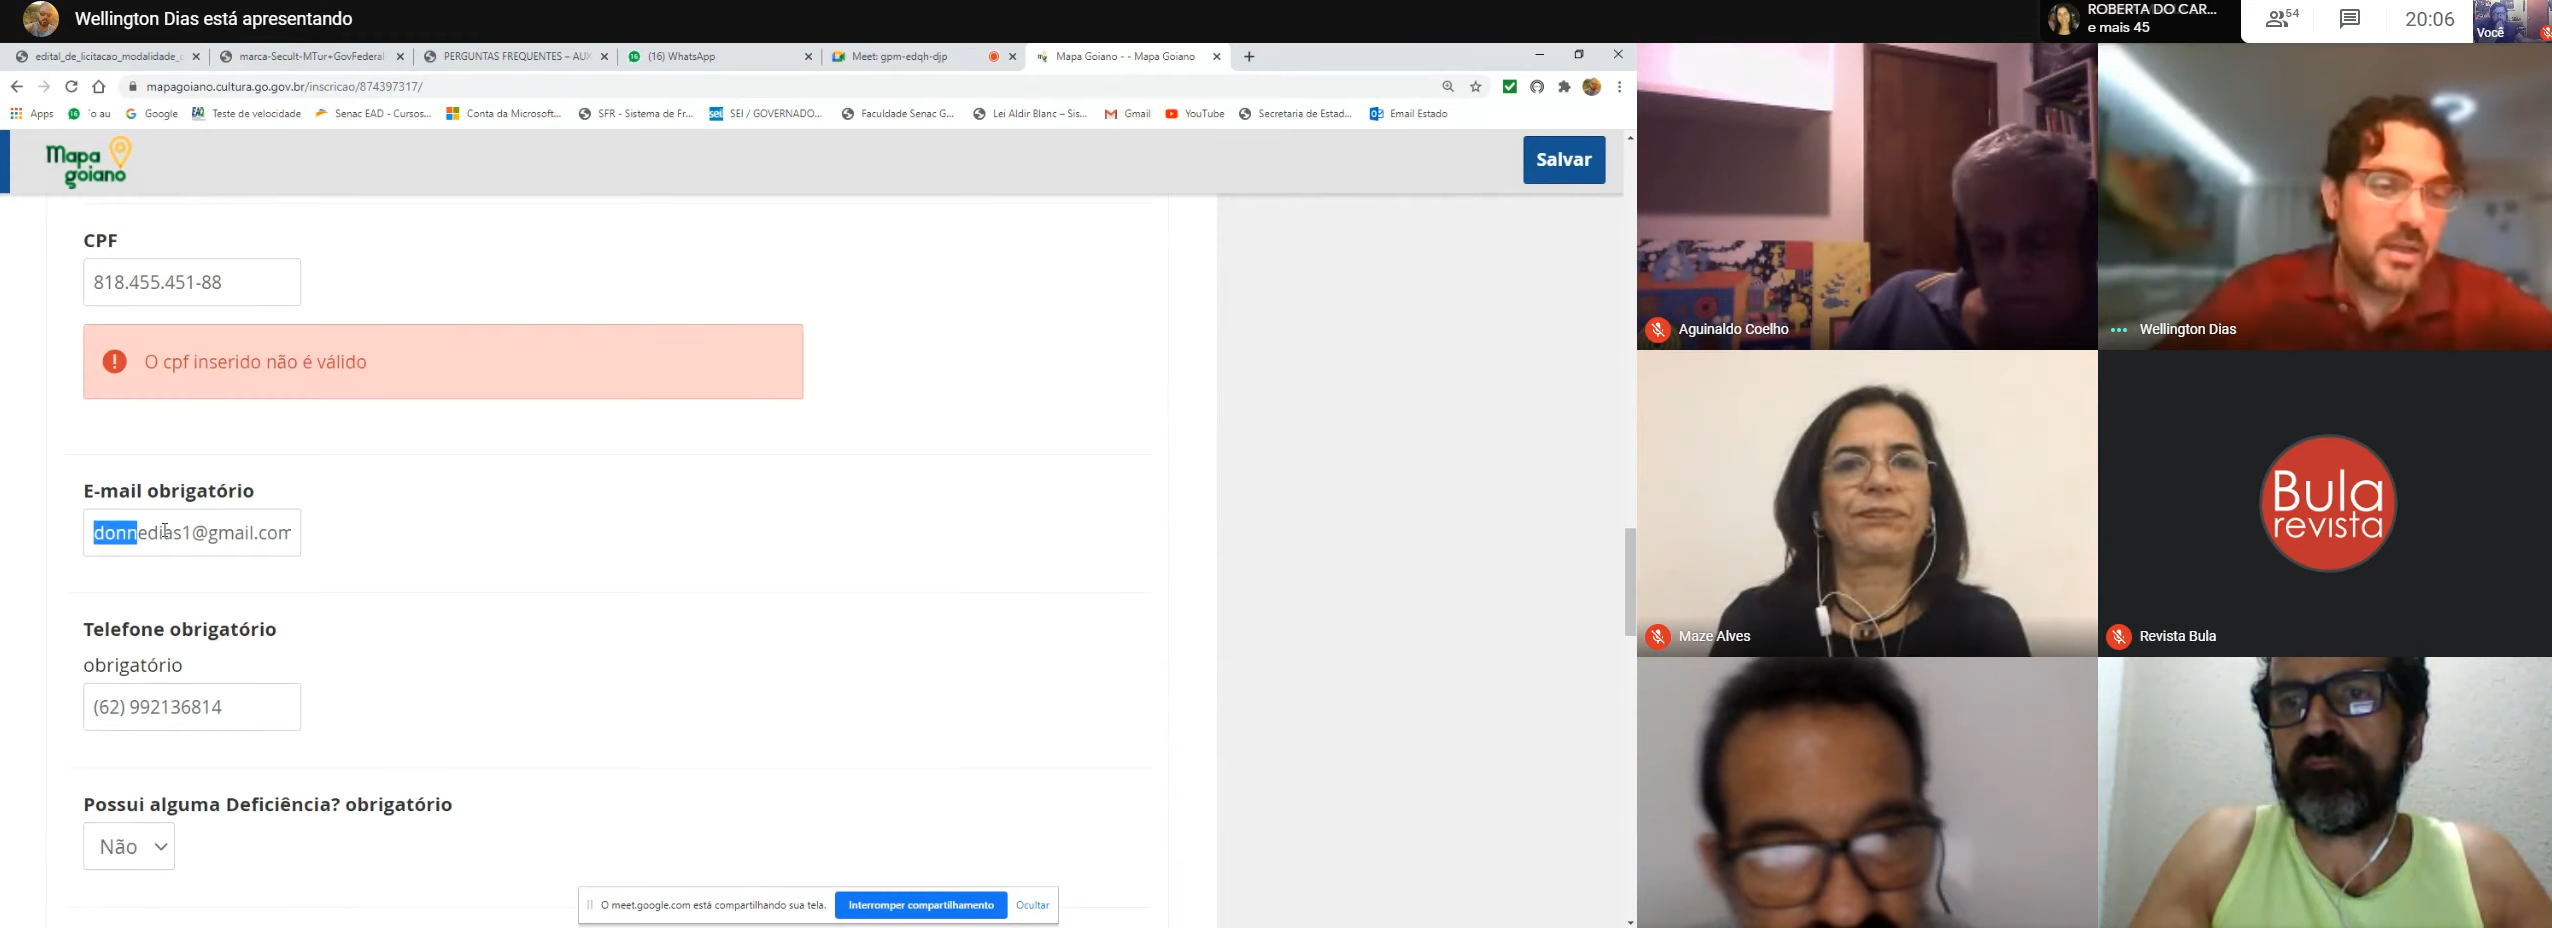 Wellington Dias está apresentando
ROBERTA DO CAR...
e mais 45
54
20:06
Você
edital_de_licitacao_modalidade_
marca-Secult-MTur+GovFederal
PERGUNTAS FREQUENTES – AUX
(16) WhatsApp
Meet: gpm-edqh-djp
Mapa Goiano - - Mapa Goiano
mapagoiano.cultura.go.gov.br/inscricao/874397317/
Apps
Google
Teste de velocidade
Senac EAD - Cursos...
Conta da Microsoft...
SFR - Sistema de Fr...
SEI / GOVERNADO...
Faculdade Senac G...
Lei Aldir Blanc – Sis...
Gmail
YouTube
Secretaria de Estad...
Email Estado
Mapa
goiano
Salvar
CPF
818.455.451-88
O cpf inserido não é válido
E-mail obrigatório
donnedias1@gmail.com
Telefone obrigatório
obrigatório
(62) 992136814
Possui alguma Deficiência? obrigatório
Não
O meet.google.com está compartilhando sua tela.
Interromper compartilhamento
Ocultar
Aguinaldo Coelho
Wellington Dias
Maze Alves
Bula
revista
Revista Bula